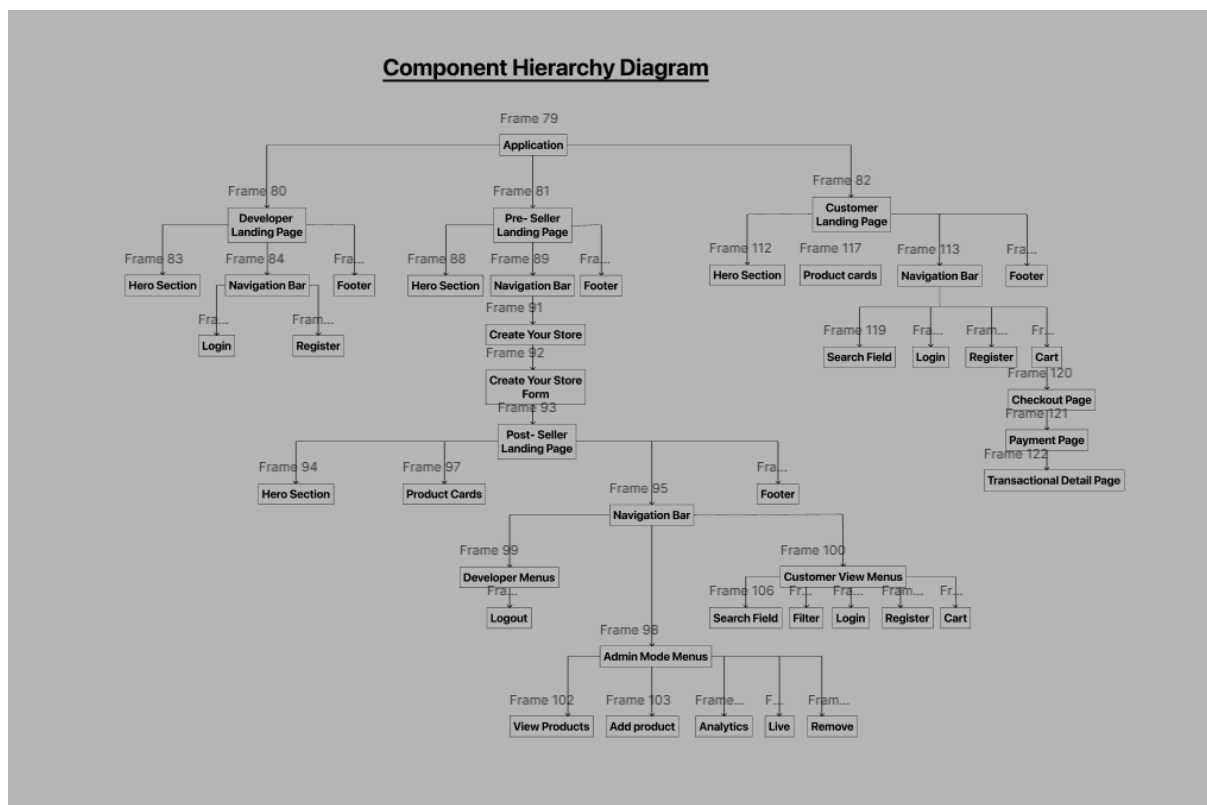 Component Hierarchy Diagram
Frame 79
Application
Frame 80
Frame 81
Frame 82
Developer
Landing Page
Pre- Seller
Landing Page
Customer
Landing Page
Frame 83
Frame 84
Fra...
Frame 88
Frame 89
Fra...
Frame 112
Frame 117
Frame 113
Fra...
Hero Section
Navigation Bar
Footer
Hero Section
Navigation Bar
Footer
Hero Section
Product cards
Navigation Bar
Footer
Fra...
Fram...
Login
Register
Frame 91
Create Your Store
Frame 92
Create Your Store
Form
Frame 93
Post- Seller
Landing Page
Frame 119
Fra...
Fram...
Fr...
Search Field
Login
Register
Cart
Frame 120
Checkout Page
Frame 121
Payment Page
Frame 122
Transactional Detail Page
Frame 94
Frame 97
Frame 95
Fra...
Hero Section
Product Cards
Navigation Bar
Footer
Frame 99
Frame 100
Developer Menus
Customer View Menus
Fra...
Logout
Frame 106
Fr...
Fra...
Fram...
Fr...
Search Field
Filter
Login
Register
Cart
Frame 98
Admin Mode Menus
Frame 102
Frame 103
Frame...
F...
Fram...
View Products
Add product
Analytics
Live
Remove